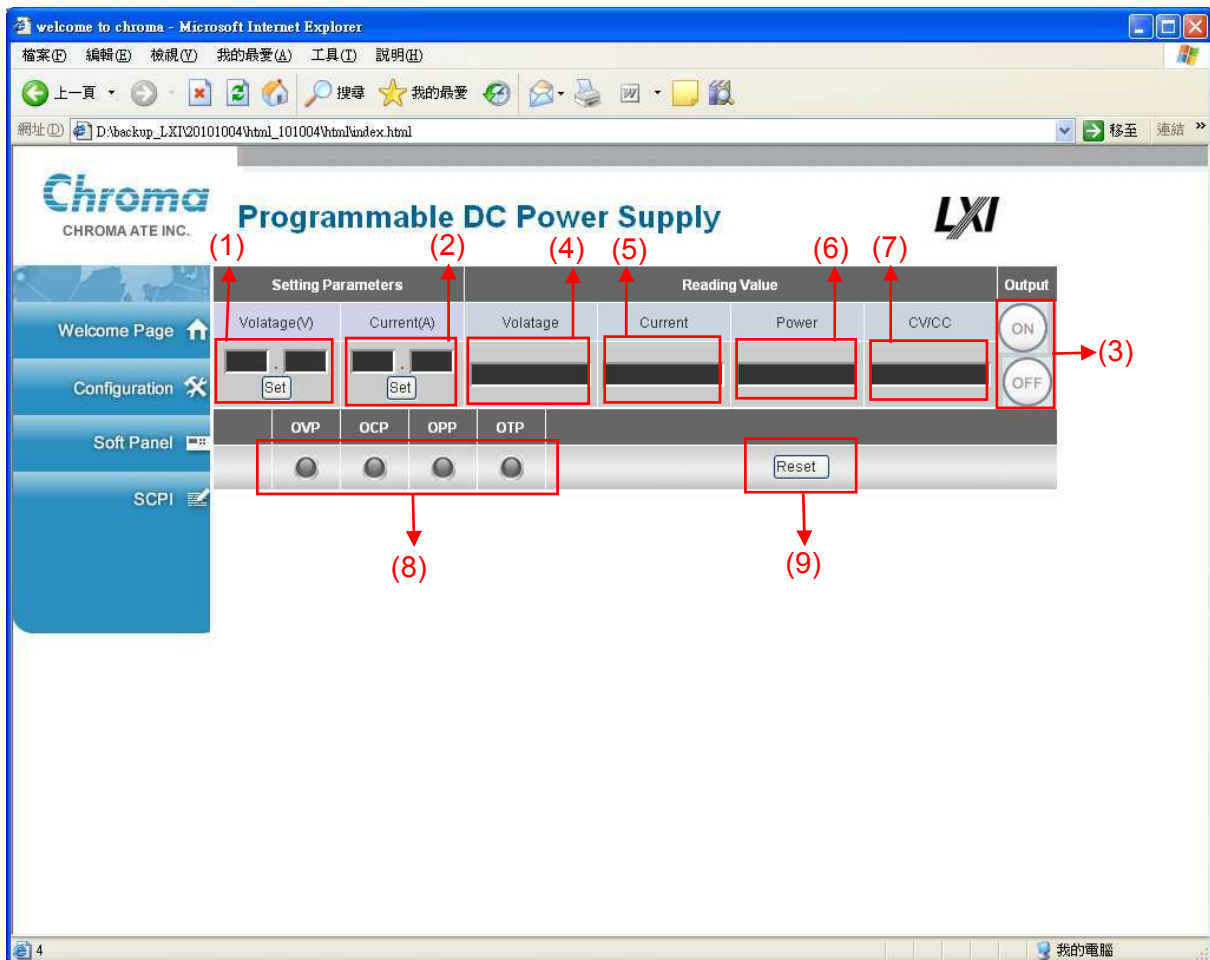 welcome to chroma - Microsoft Internet Explorer
檔案(F) 編輯(E) 檢視(V) 我的最愛(A) 工具(T) 說明(H)
上一頁 搜尋 我的最愛
網址(D) D:\backup_LXI\20101004\html_101004\html\index.html 移至 連結 »
Chroma
CHROMA ATE INC.
Programmable DC Power Supply
LXI
(1) (2) (4) (5) (6) (7)
Setting Parameters Reading Value Output
Volatage(V) Current(A) Volatage Current Power CV/CC
ON
. .
Set Set
OFF
(3)
OVP OCP OPP OTP
Reset
(8) (9)
Welcome Page
Configuration
Soft Panel
SCPI
4 我的電腦